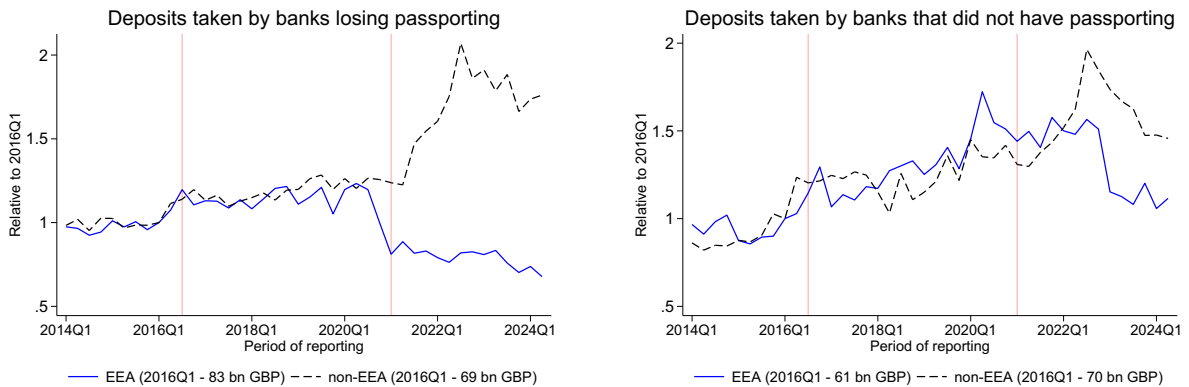 Deposits taken by banks losing passporting
Relative to 2016Q1
2
1.5
1
.5
2014Q1 2016Q1 2018Q1 2020Q1 2022Q1 2024Q1
Period of reporting
EEA (2016Q1 - 83 bn GBP) non-EEA (2016Q1 - 69 bn GBP)
Deposits taken by banks that did not have passporting
Relative to 2016Q1
2
1.5
1
.5
2014Q1 2016Q1 2018Q1 2020Q1 2022Q1 2024Q1
Period of reporting
EEA (2016Q1 - 61 bn GBP) non-EEA (2016Q1 - 70 bn GBP)